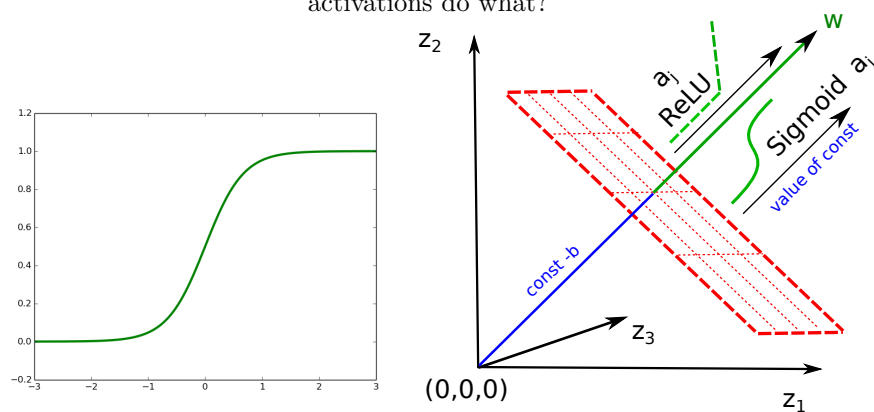 activations do what?
1.2
1.0
0.8
0.6
0.4
0.2
0.0
−0.2
−3
−2
−1
0
1
2
3
z2
w
aj
ReLU
Sigmoid ai
value of const
const -b
z3
(0,0,0)
z1